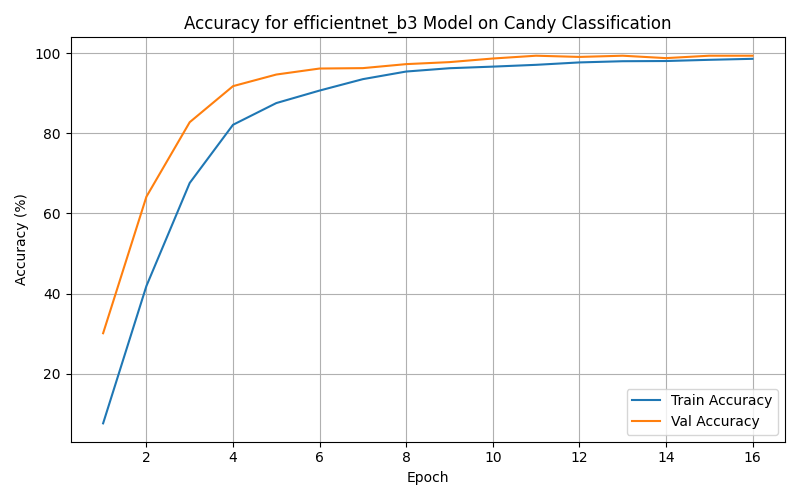 Accuracy for efficientnet_b3 Model on Candy Classification
Accuracy (%)
100
80
60
40
20
2 4 6 8 10 12 14 16
Epoch
Train Accuracy
Val Accuracy